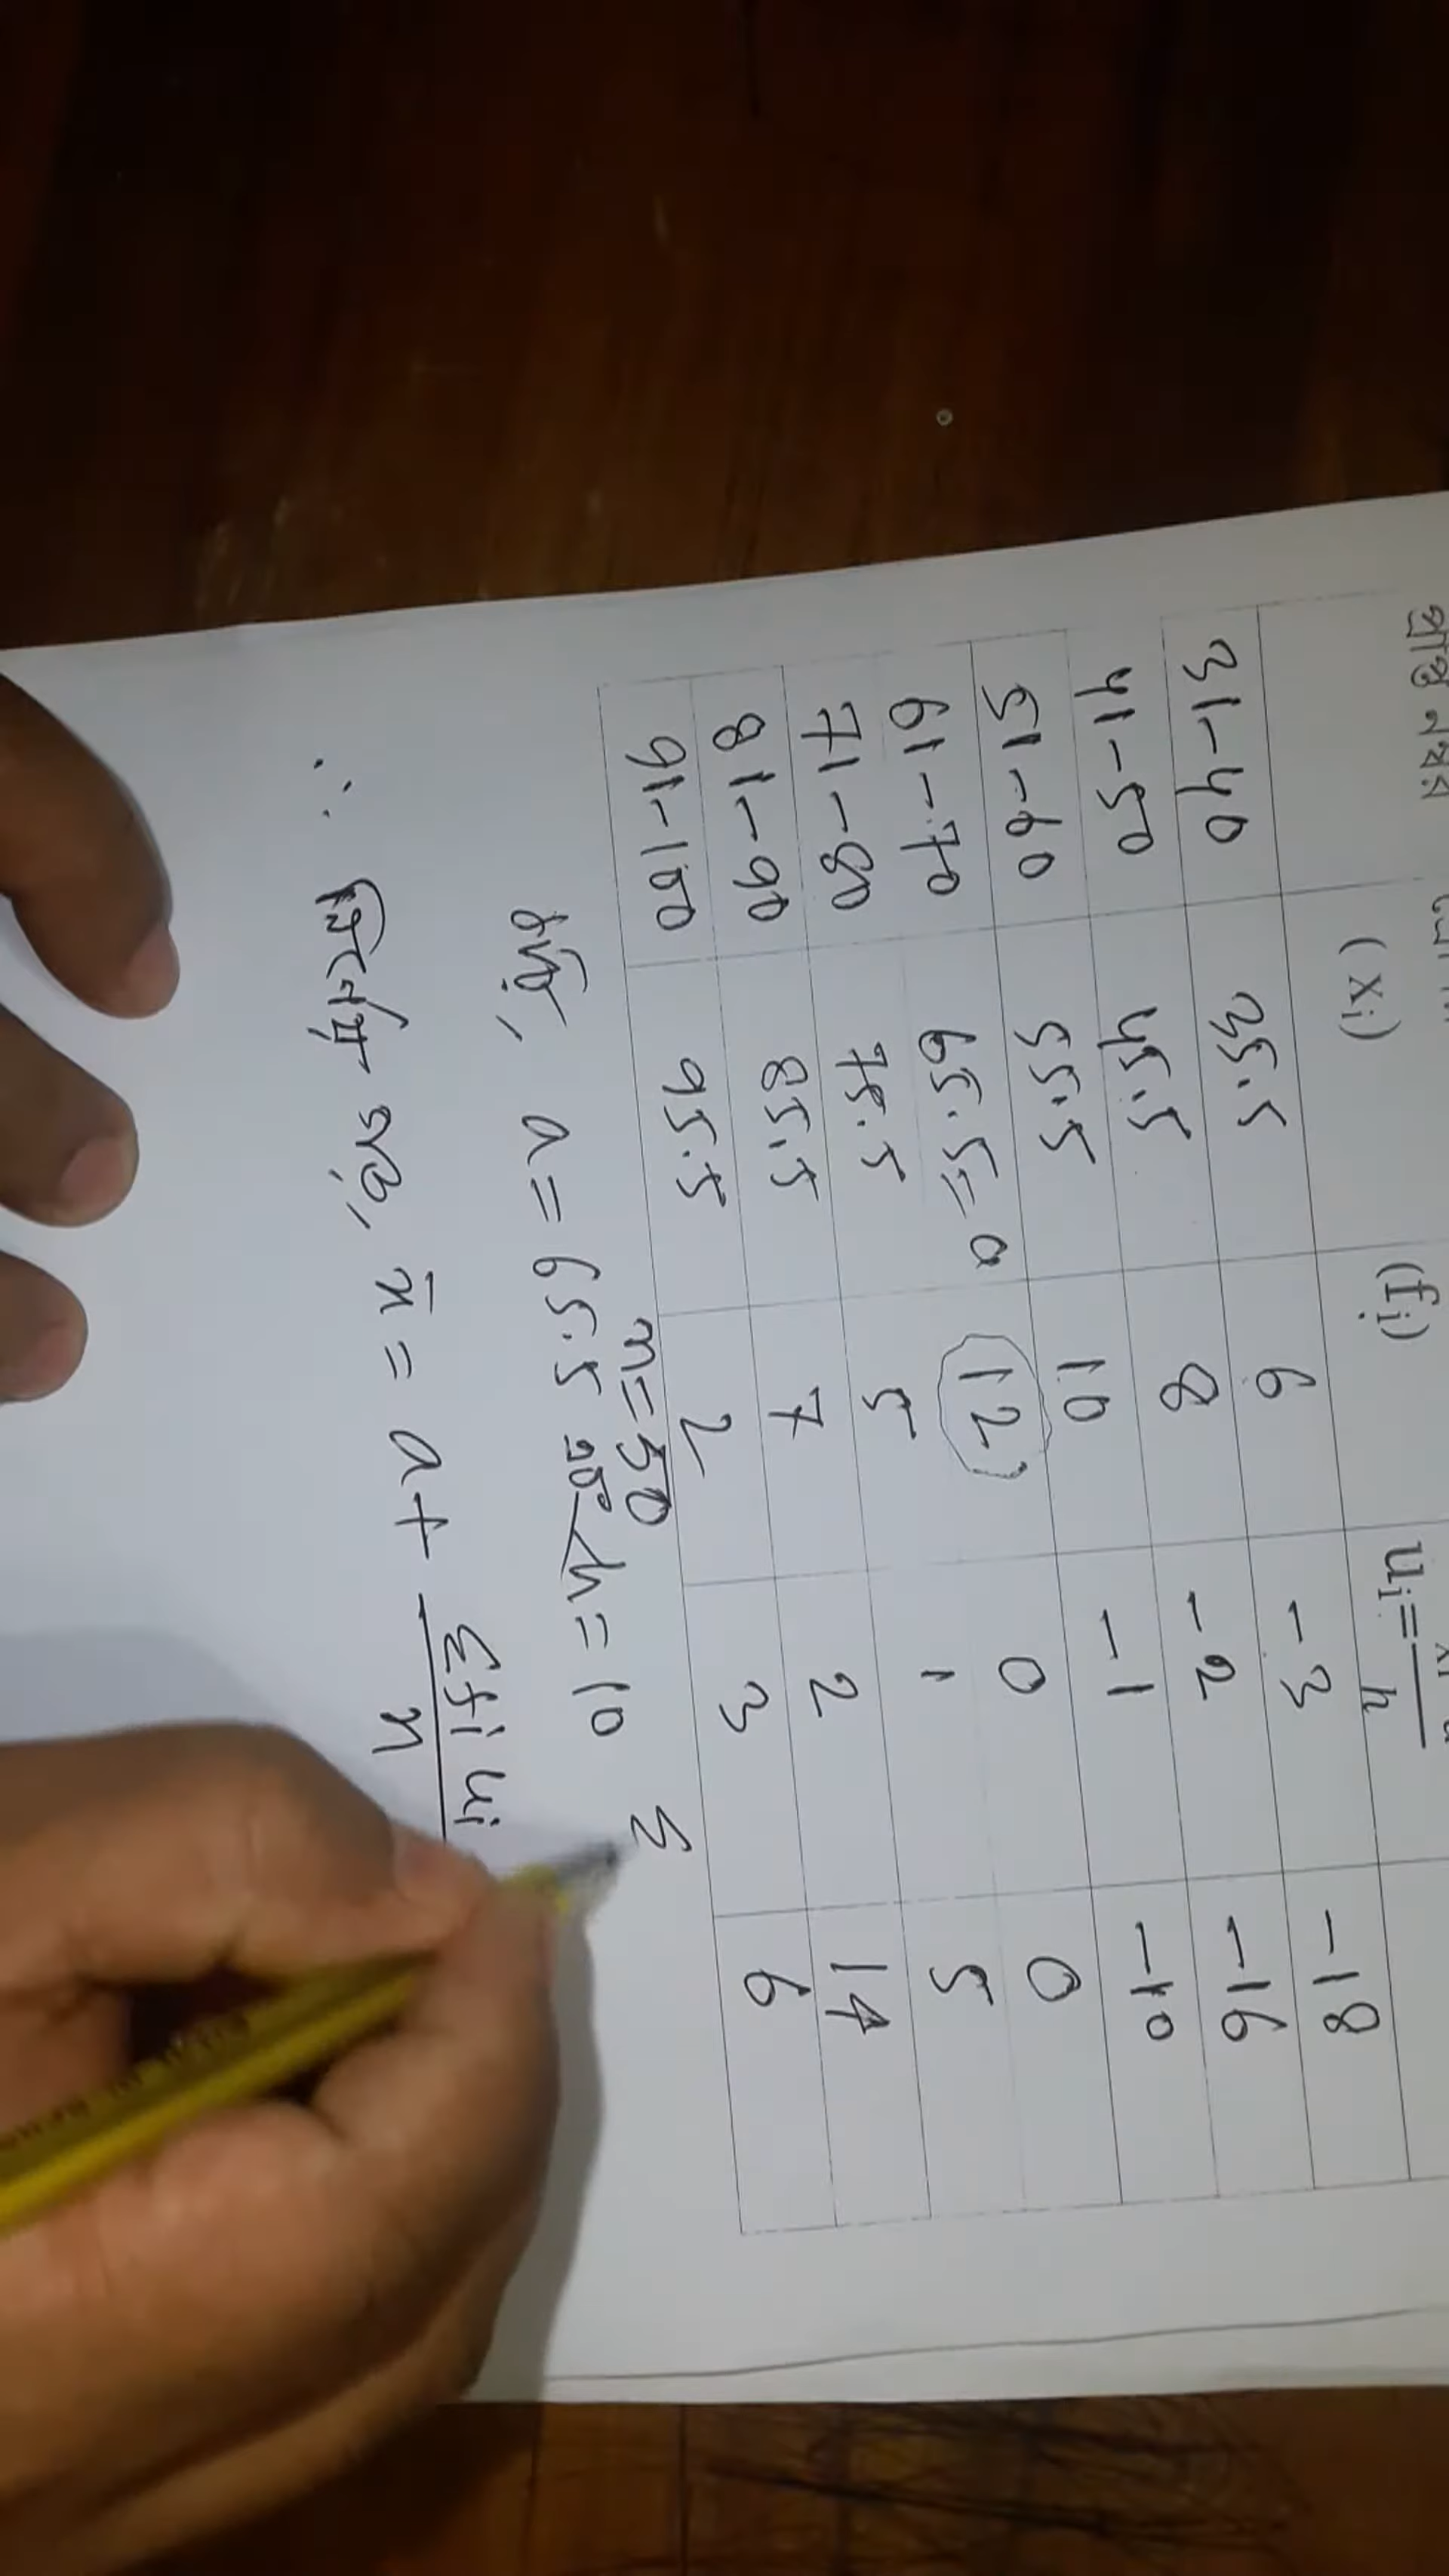 প্রাপ্ত নম্বর
(xᵢ) (fᵢ) uᵢ= h
31-40 35.5 6 -3 -18
41-50 45.5 8 -2 -16
51-60 55.5 10 -1 -10
61-70 65.5=a 12 0 0
71-80 75.5 5 1 5
81-90 85.5 7 2 14
91-100 95.5 2 3 6
n=50 Σ
ধরি, a = 65.5 h=10
∴ নির্ণেয় গড়, x̄ = a + Σfᵢuᵢ
n